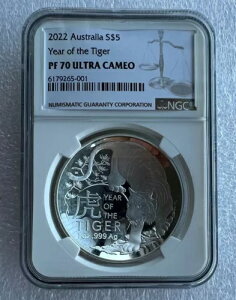 2022 Australia S$5
Year of the Tiger
PF 70 ULTRA CAMEO
6179265-001
NUMISMATIC GUARANTY CORPORATION
NGC
虎
YEAR
OF
THE
TIGER
.999 Ag